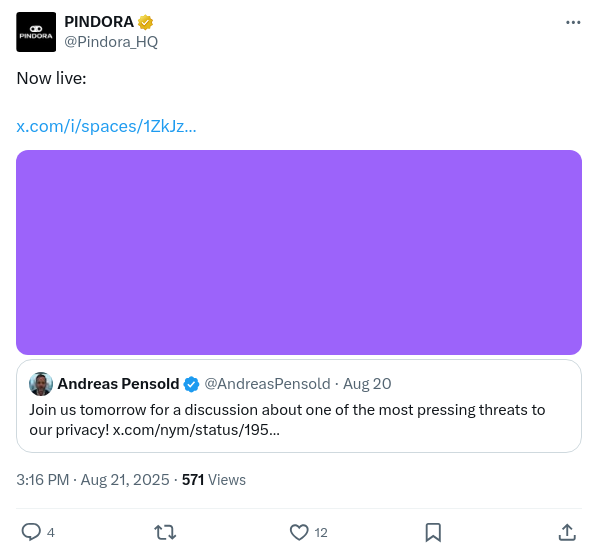 PINDORA
@Pindora_HQ
PINDORA
Now live:
x.com/i/spaces/1ZkJz...
Andreas Pensold @AndreasPensold · Aug 20
Join us tomorrow for a discussion about one of the most pressing threats to
our privacy! x.com/nym/status/195...
3:16 PM · Aug 21, 2025 · 571 Views
4
12